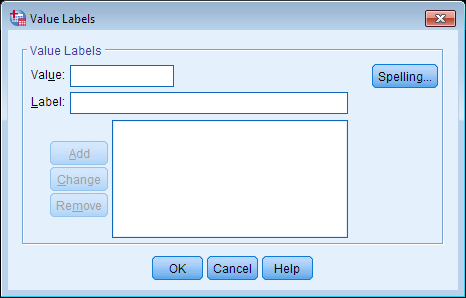 Value Labels
Value Labels
Value:
Spelling...
Label:
Add
Change
Remove
OK Cancel Help